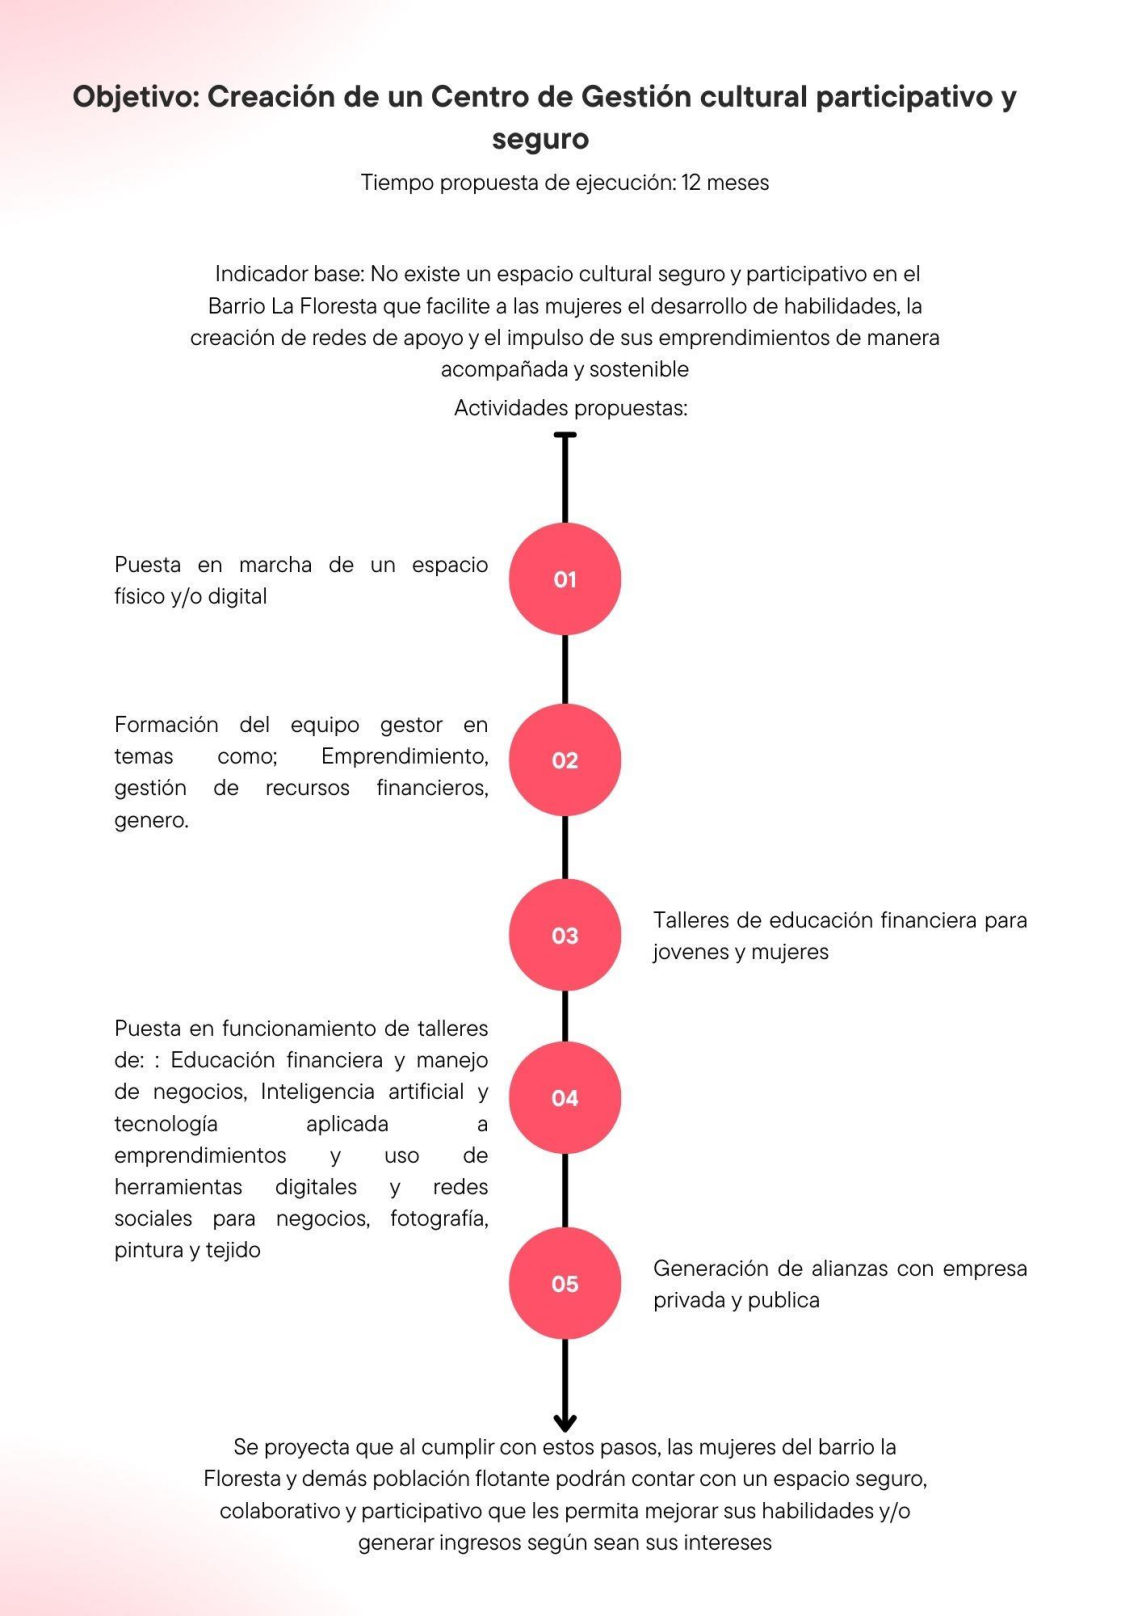 Objetivo: Creación de un Centro de Gestión cultural participativo y
seguro
Tiempo propuesta de ejecución: 12 meses
Indicador base: No existe un espacio cultural seguro y participativo en el
Barrio La Floresta que facilite a las mujeres el desarrollo de habilidades, la
creación de redes de apoyo y el impulso de sus emprendimientos de manera
acompañada y sostenible
Actividades propuestas:
01
Puesta en marcha de un espacio
físico y/o digital
02
Formación del equipo gestor en
temas como; Emprendimiento,
gestión de recursos financieros,
genero.
03
Talleres de educación financiera para
jovenes y mujeres
04
Puesta en funcionamiento de talleres
de: : Educación financiera y manejo
de negocios, Inteligencia artificial y
tecnología aplicada a
emprendimientos y uso de
herramientas digitales y redes
sociales para negocios, fotografía,
pintura y tejido
05
Generación de alianzas con empresa
privada y publica
Se proyecta que al cumplir con estos pasos, las mujeres del barrio la
Floresta y demás población flotante podrán contar con un espacio seguro,
colaborativo y participativo que les permita mejorar sus habilidades y/o
generar ingresos según sean sus intereses